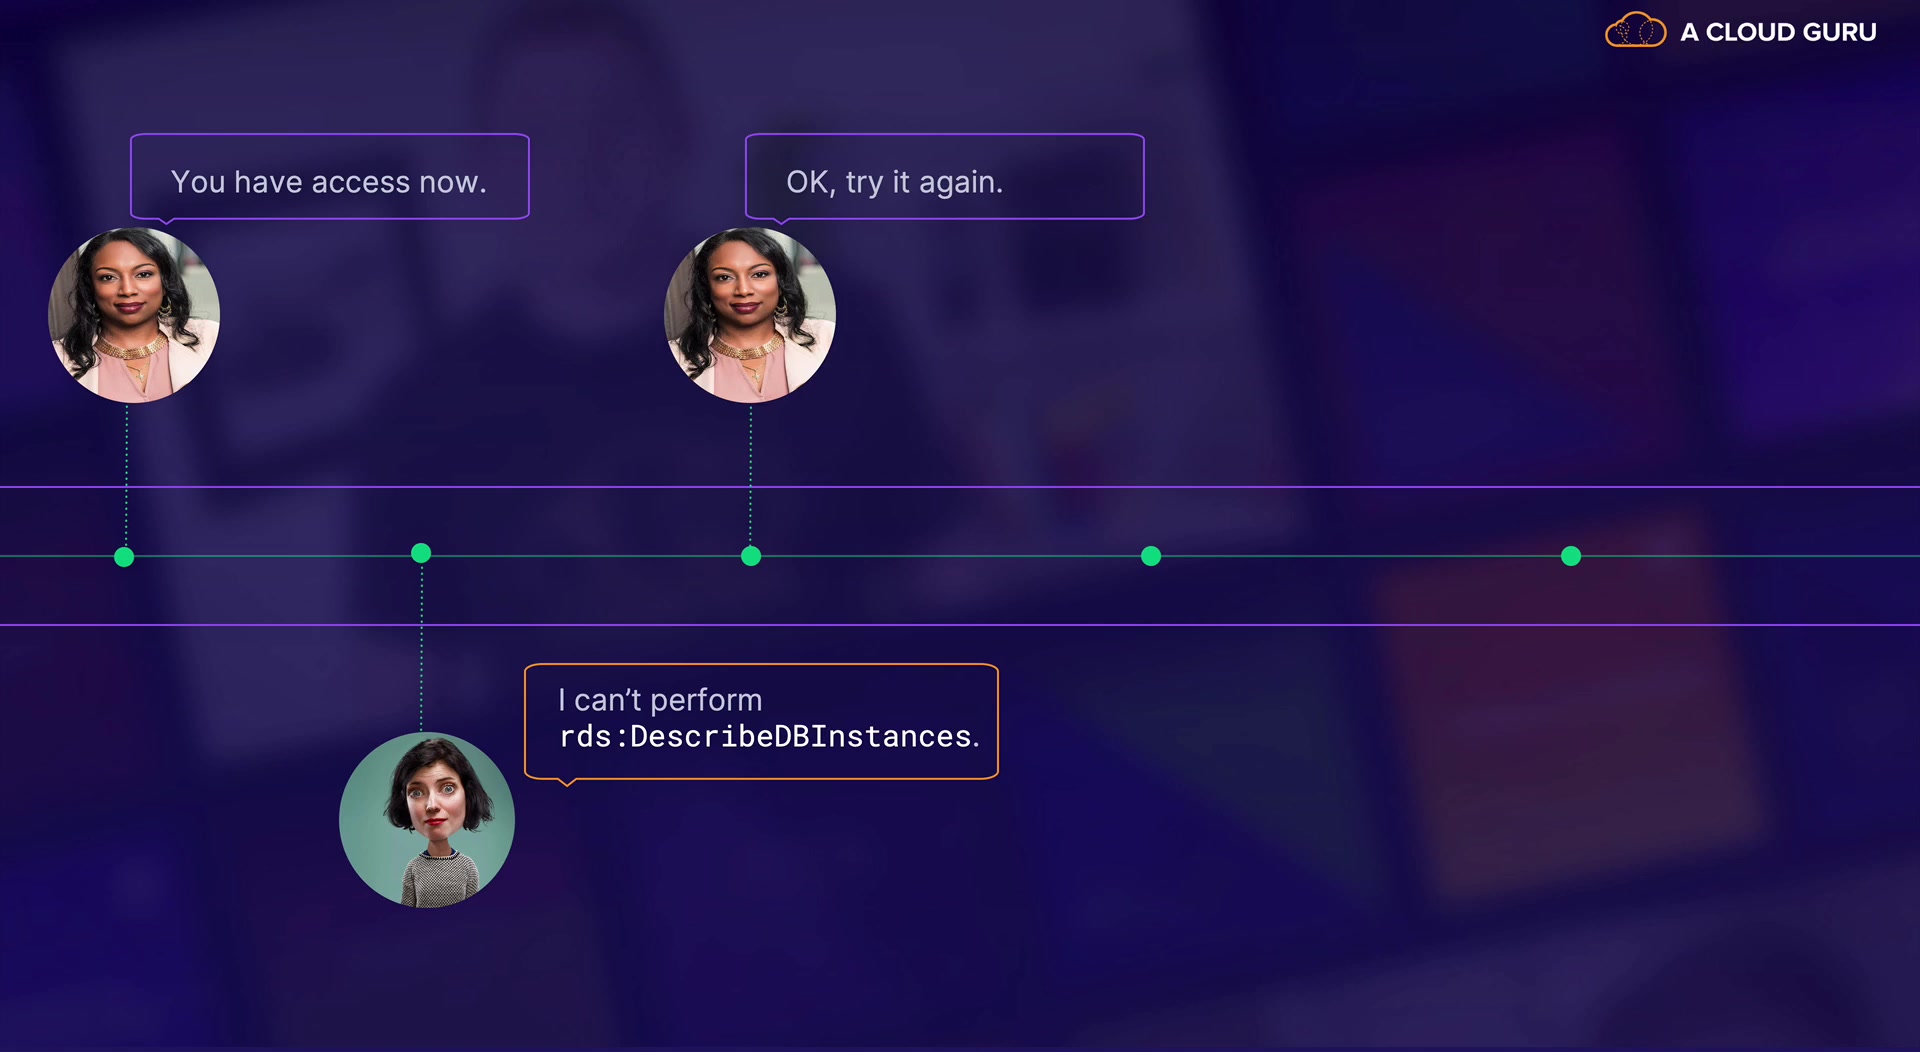 A CLOUD GURU
You have access now.
OK, try it again.
I can’t perform
rds:DescribeDBInstances.